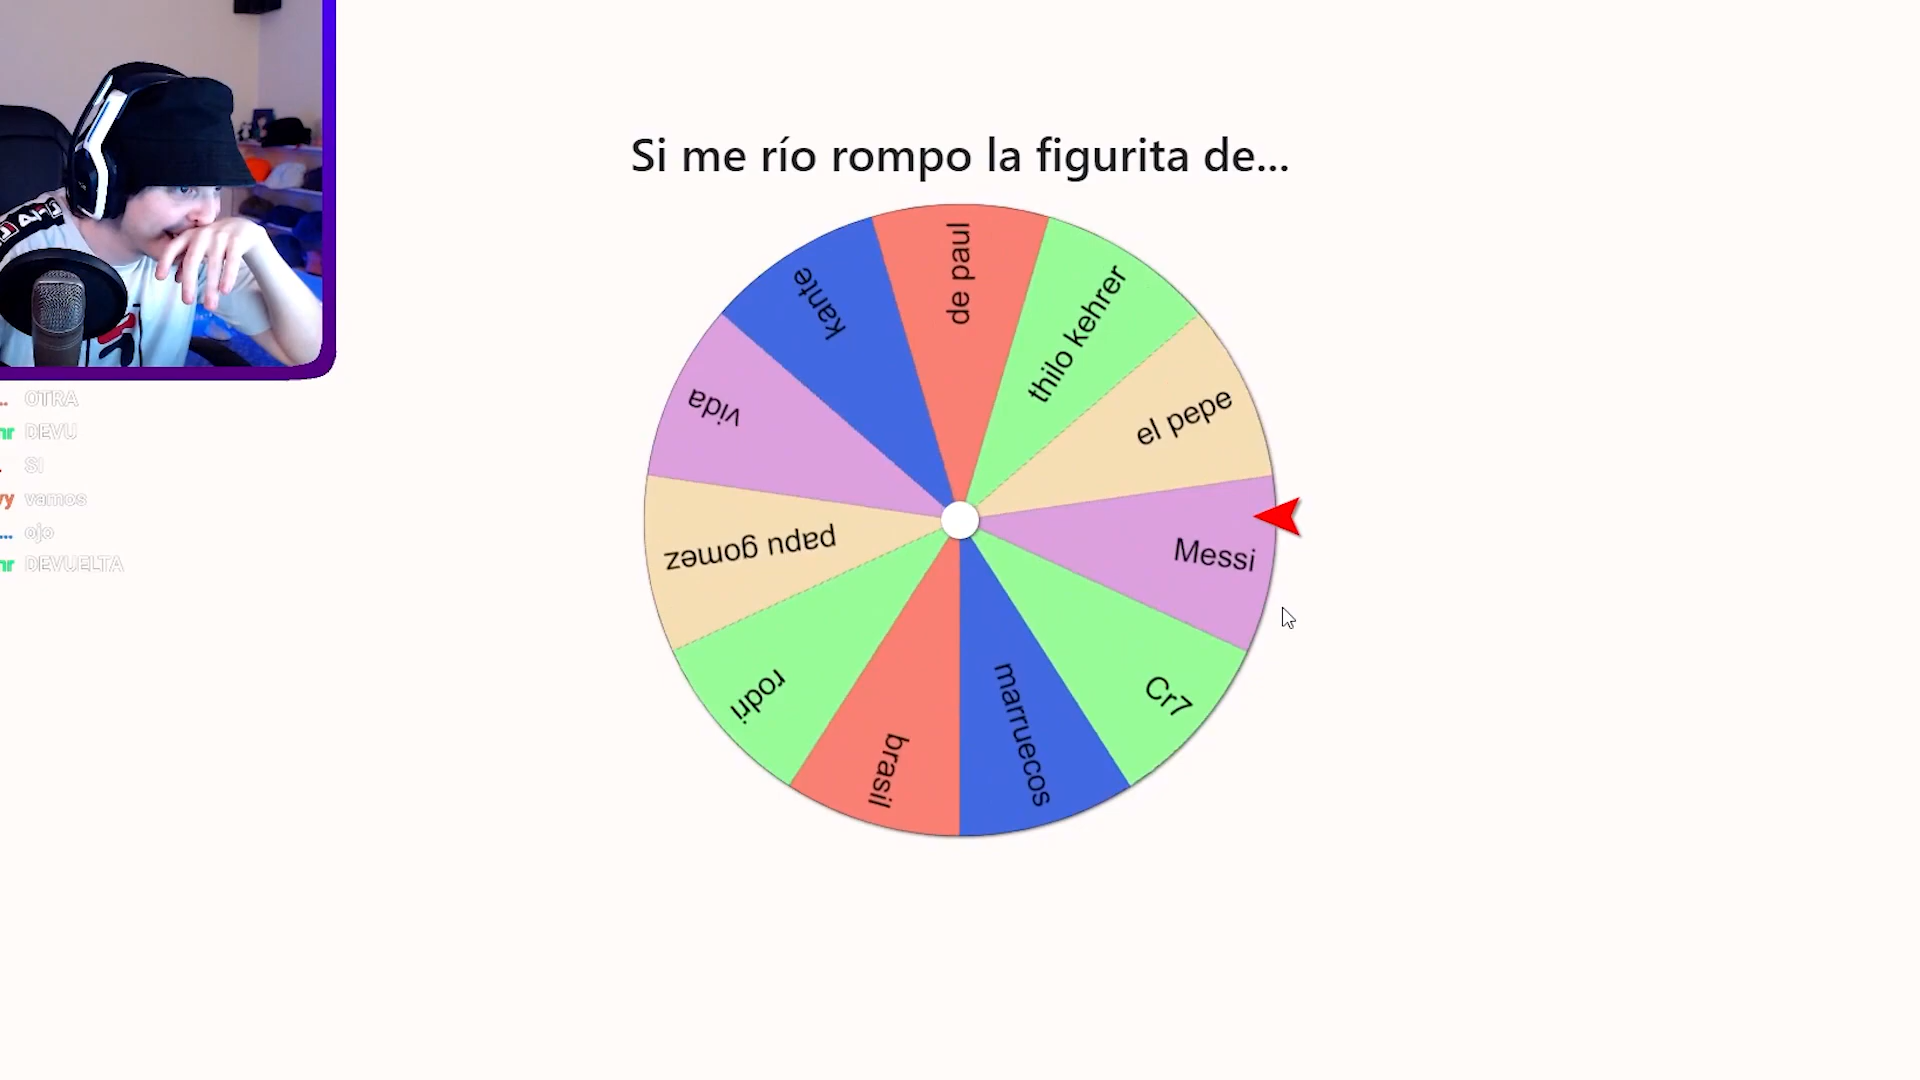 Si me río rompo la figurita de...
de paul
thilo kehrer
el pepe
Messi
Cr7
marruecos
brasil
rodri
papu gomez
vida
kante
OTRA
DEVU
SI
vamos
ojo
DEVUELTA